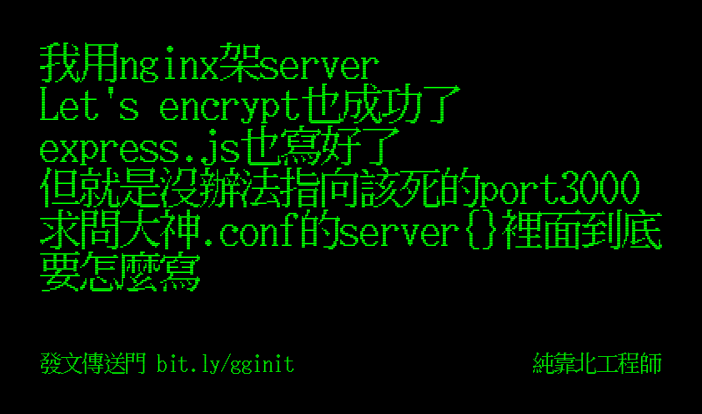 我用nginx架server
Let's encrypt也成功了
express.js也寫好了
但就是沒辦法指向該死的port3000
求問大神.conf的server{}裡面到底
要怎麼寫
發文傳送門 bit.ly/gginit
純靠北工程師